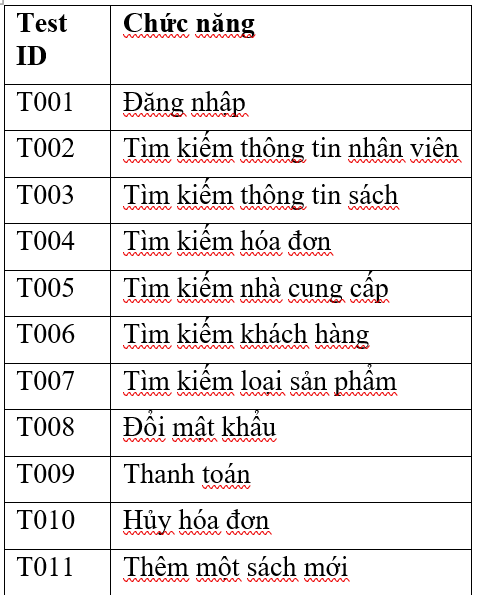 Test ID Chức năng
T001 Đăng nhập
T002 Tìm kiếm thông tin nhân viên
T003 Tìm kiếm thông tin sách
T004 Tìm kiếm hóa đơn
T005 Tìm kiếm nhà cung cấp
T006 Tìm kiếm khách hàng
T007 Tìm kiếm loại sản phẩm
T008 Đổi mật khẩu
T009 Thanh toán
T010 Hủy hóa đơn
T011 Thêm một sách mới